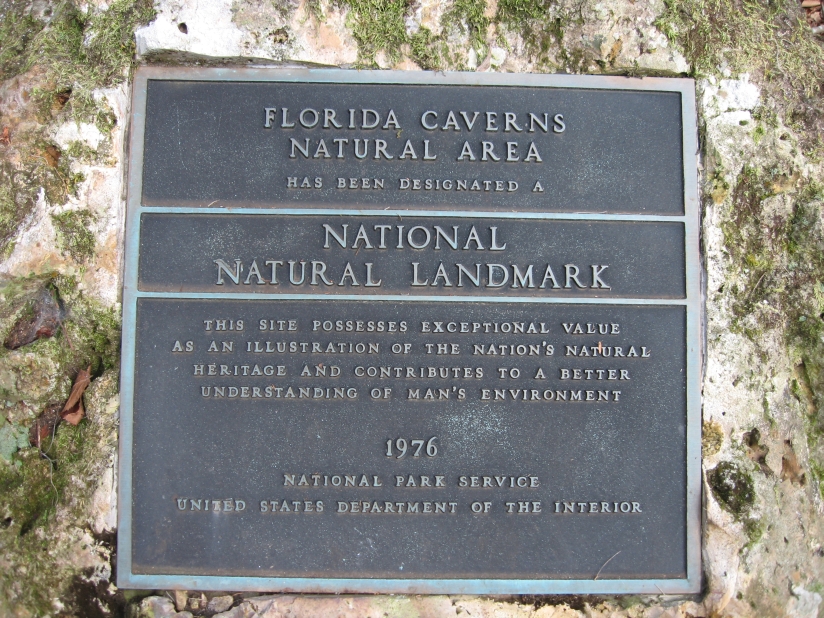 FLORIDA CAVERNS
NATURAL AREA
HAS BEEN DESIGNATED A
NATIONAL
NATURAL LANDMARK
THIS SITE POSSESSES EXCEPTIONAL VALUE
AS AN ILLUSTRATION OF THE NATION'S NATURAL
HERITAGE AND CONTRIBUTES TO A BETTER
UNDERSTANDING OF MAN'S ENVIRONMENT
1976
NATIONAL PARK SERVICE
UNITED STATES DEPARTMENT OF THE INTERIOR